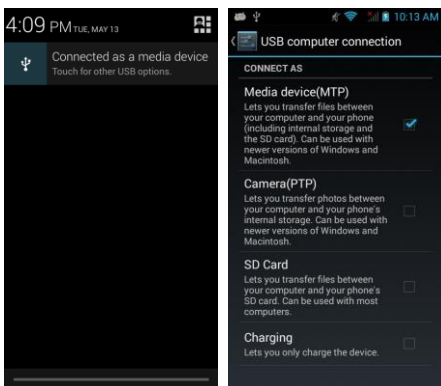 4:09 PM TUE, MAY 13
Connected as a media device
Touch for other USB options.
10:13 AM
USB computer connection
CONNECT AS
Media device(MTP)
Lets you transfer files between
your computer and your phone
(including internal storage and
the SD card). Can be used with
newer versions of Windows and
Macintosh.
Camera(PTP)
Lets you transfer photos between
your computer and your phone's
internal storage. Can be used with
newer versions of Windows and
Macintosh.
SD Card
Lets you transfer files between
your computer and your phone's
SD card. Can be used with most
computers.
Charging
Lets you only charge the device.